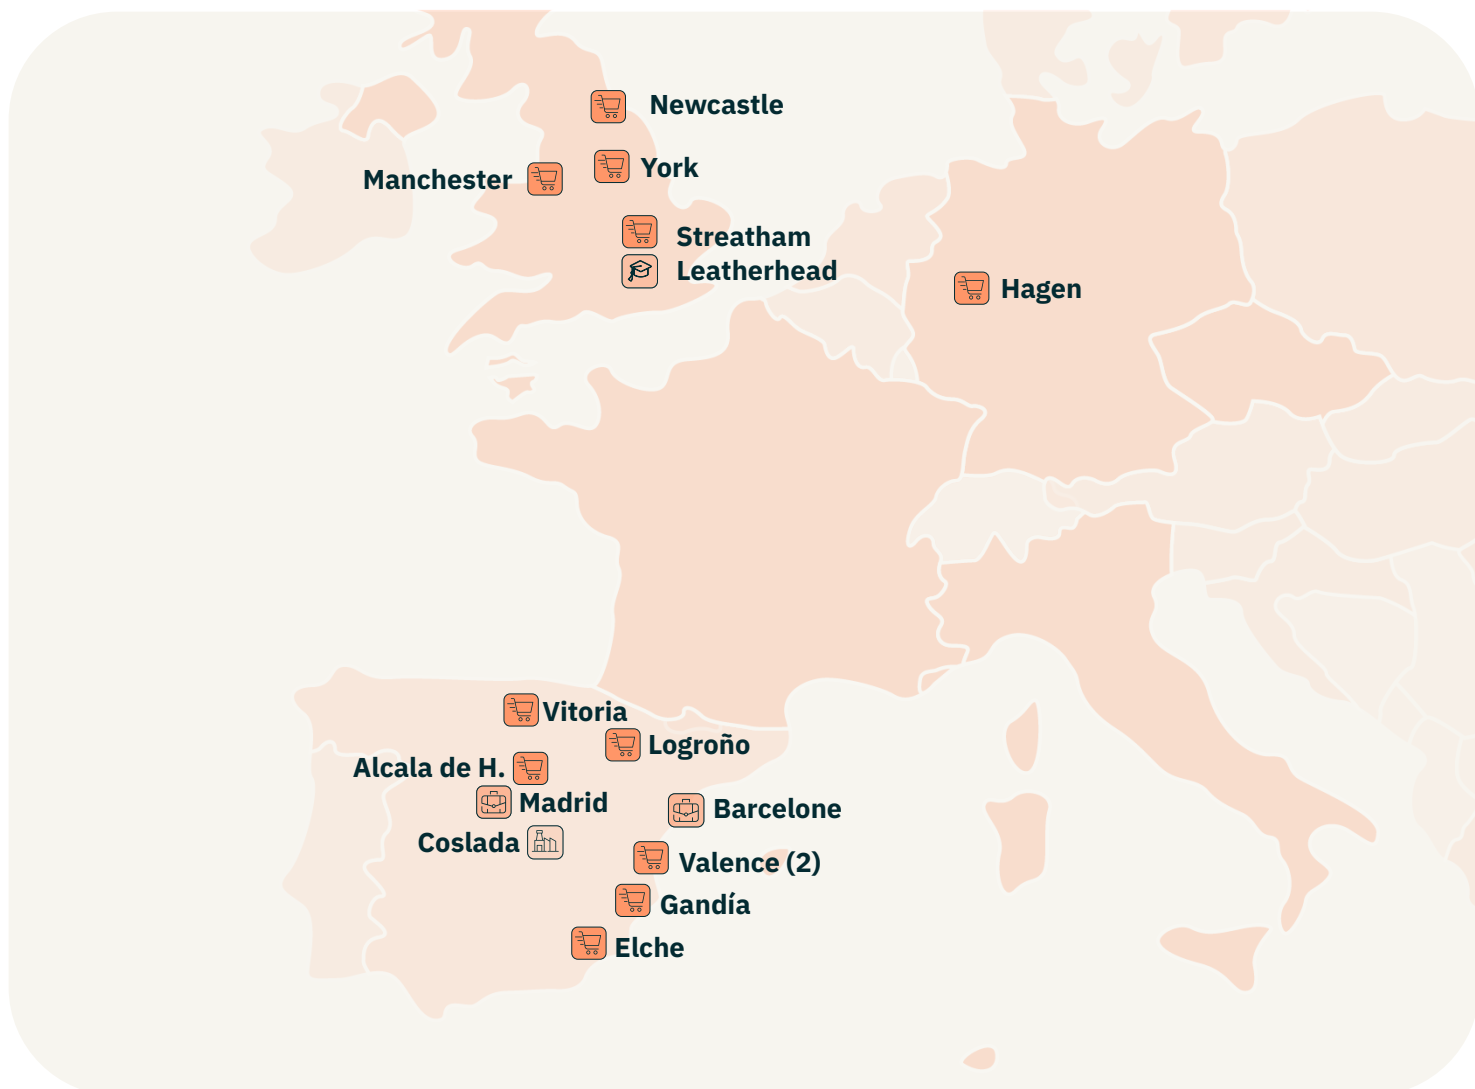 Newcastle
York
Manchester
Streatham
Leatherhead
Hagen
Vitoria
Logroño
Alcala de H.
Madrid
Barcelone
Coslada
Valence (2)
Gandía
Elche